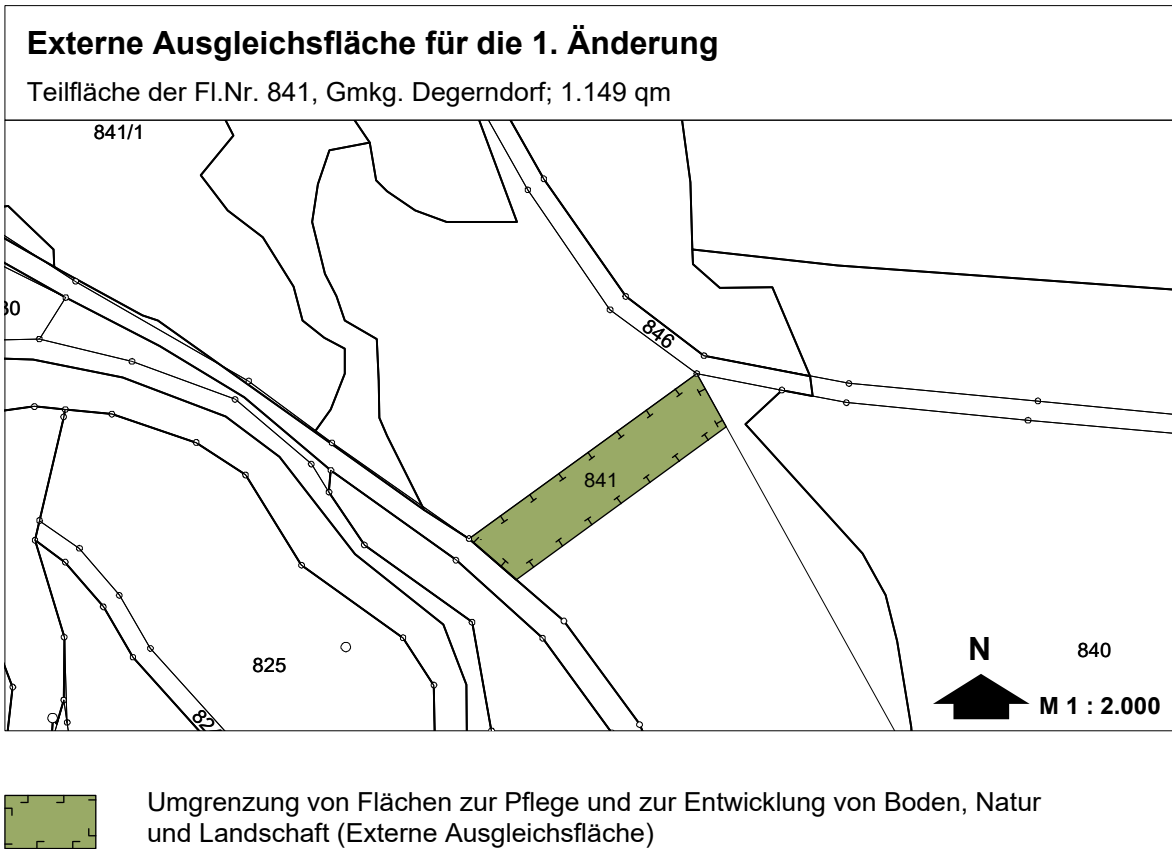 Externe Ausgleichsfläche für die 1. Änderung
Teilfläche der Fl.Nr. 841, Gmkg. Degerndorf; 1.149 qm
841/1
846
841
825
840
N
M 1 : 2.000
Umgrenzung von Flächen zur Pflege und zur Entwicklung von Boden, Natur
und Landschaft (Externe Ausgleichsfläche)